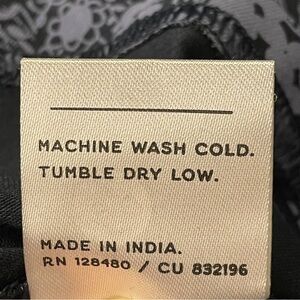 MACHINE WASH COLD.
TUMBLE DRY LOW.
MADE IN INDIA.
RN 128480 / CU 832196